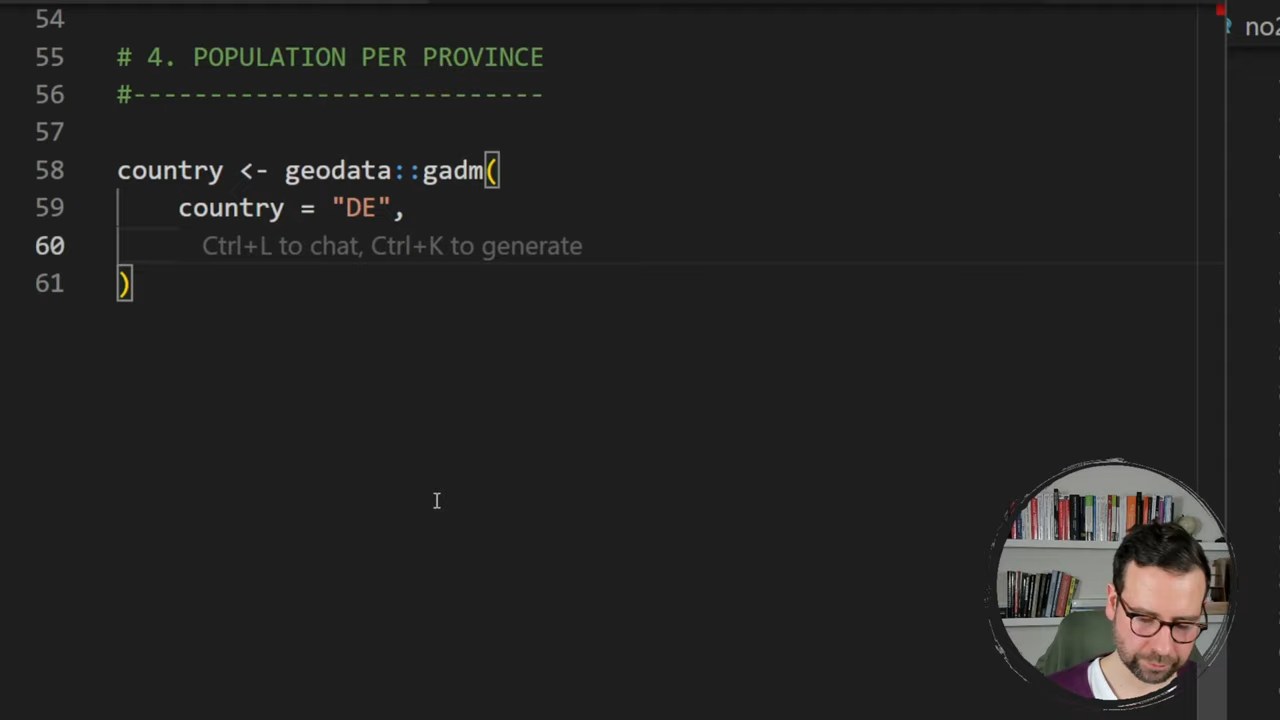 54
55 # 4. POPULATION PER PROVINCE
56 #---------------------------
57
58 country <- geodata::gadm(
59     country = "DE",
60     Ctrl+L to chat, Ctrl+K to generate
61 )
no2